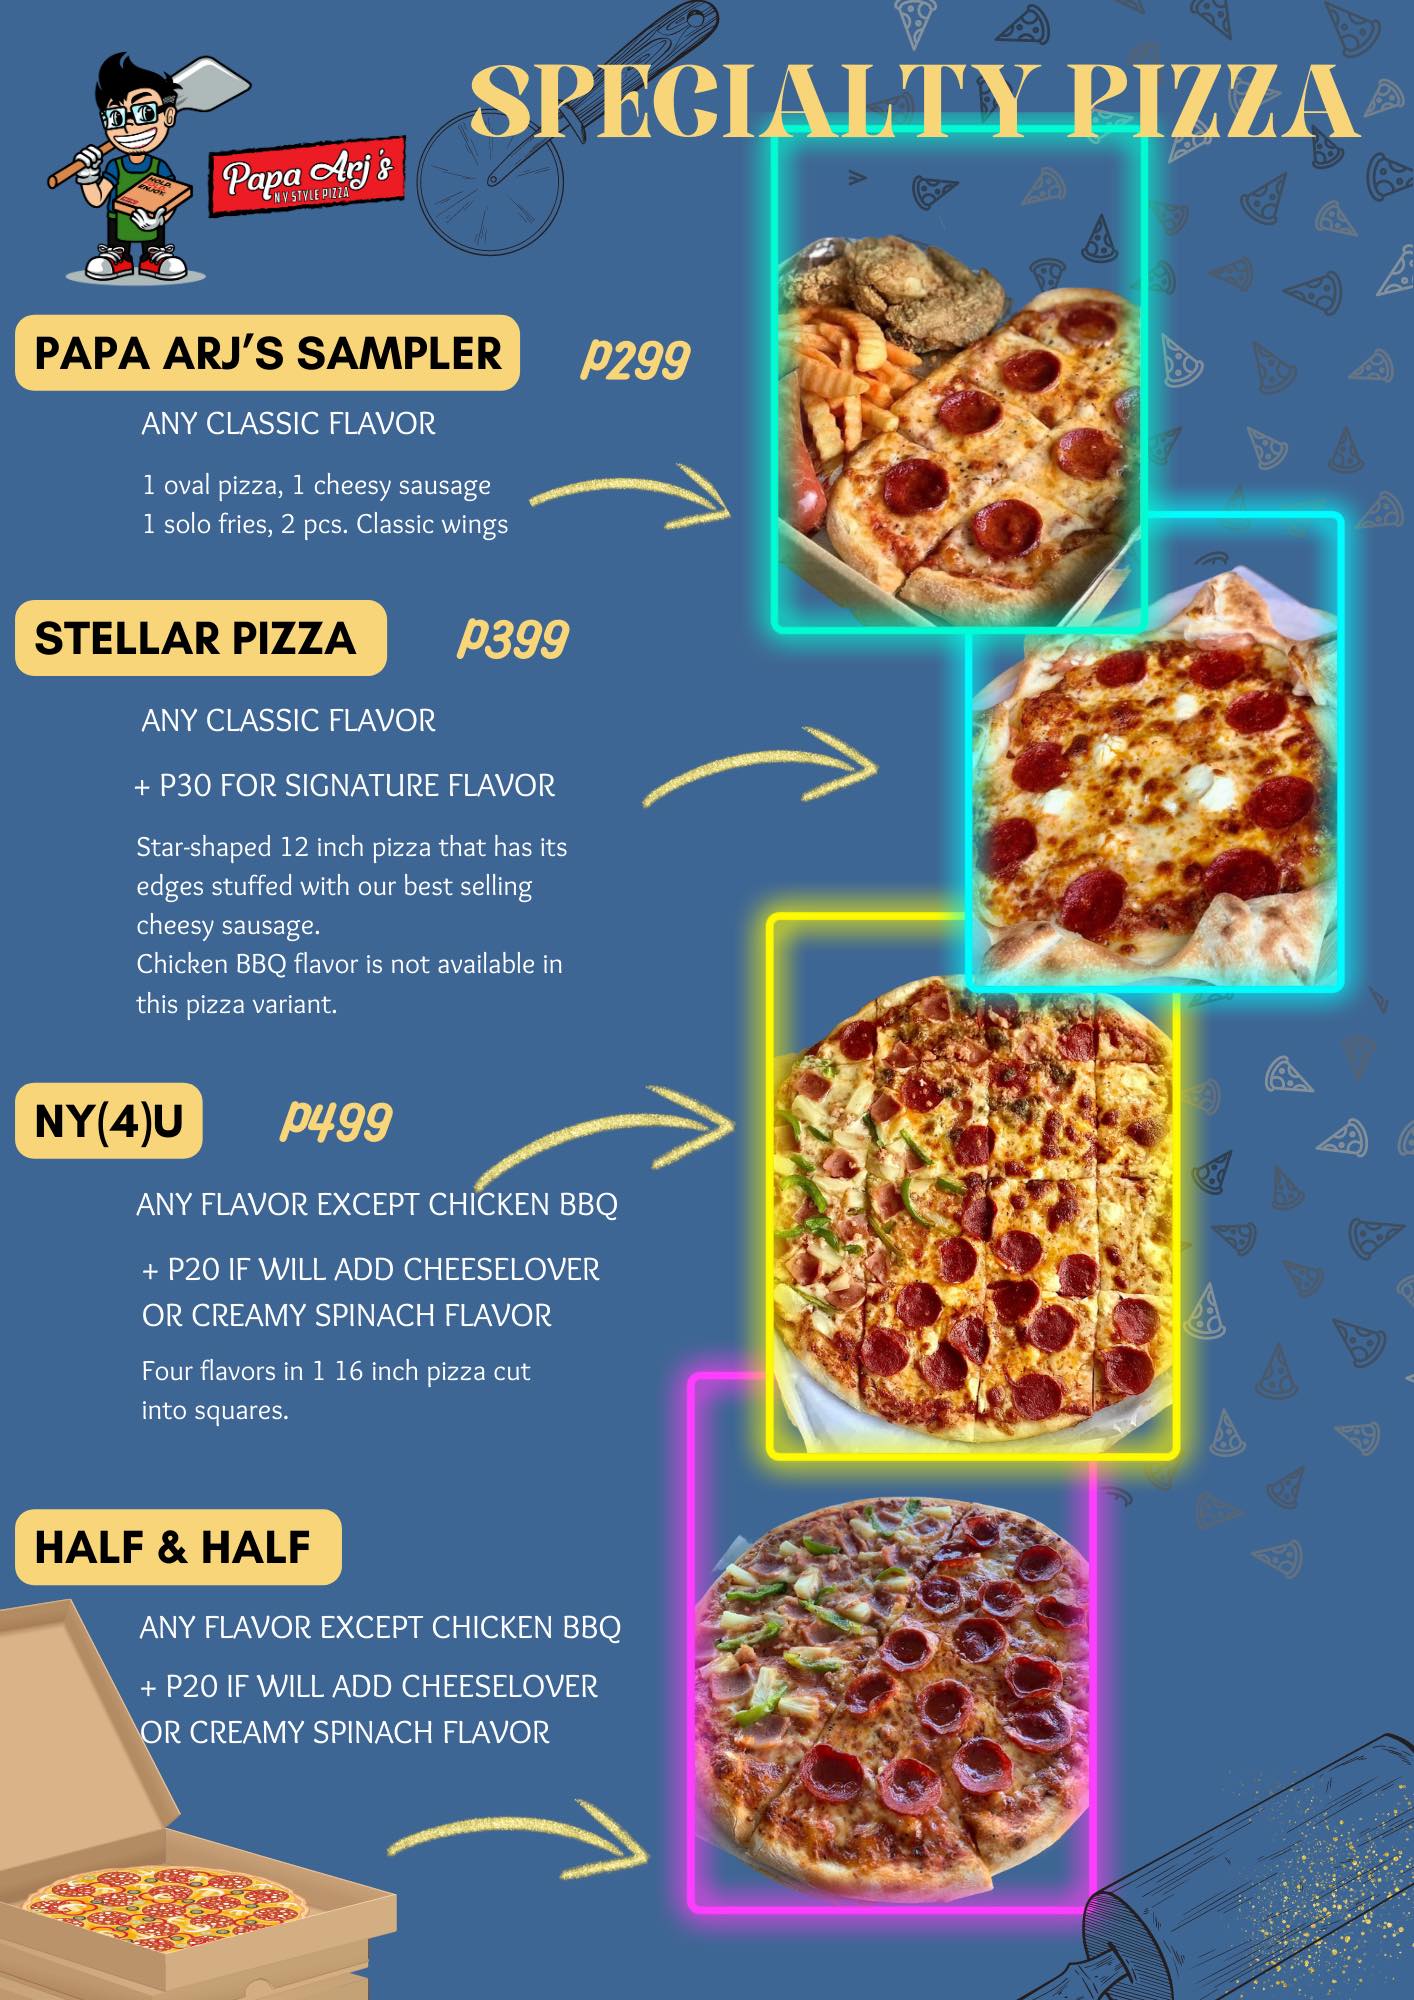 SPECIALTY PIZZA
HOLD.
ENJOY.
Papa Arj's
NY STYLE PIZZA
PAPA ARJ'S SAMPLER
P299
ANY CLASSIC FLAVOR
1 oval pizza, 1 cheesy sausage
1 solo fries, 2 pcs. Classic wings
STELLAR PIZZA
P399
ANY CLASSIC FLAVOR
+ P30 FOR SIGNATURE FLAVOR
Star-shaped 12 inch pizza that has its
edges stuffed with our best selling
cheesy sausage.
Chicken BBQ flavor is not available in
this pizza variant.
NY(4)U
P499
ANY FLAVOR EXCEPT CHICKEN BBQ
+ P20 IF WILL ADD CHEESELOVER
OR CREAMY SPINACH FLAVOR
Four flavors in 1 16 inch pizza cut
into squares.
HALF & HALF
ANY FLAVOR EXCEPT CHICKEN BBQ
+ P20 IF WILL ADD CHEESELOVER
OR CREAMY SPINACH FLAVOR